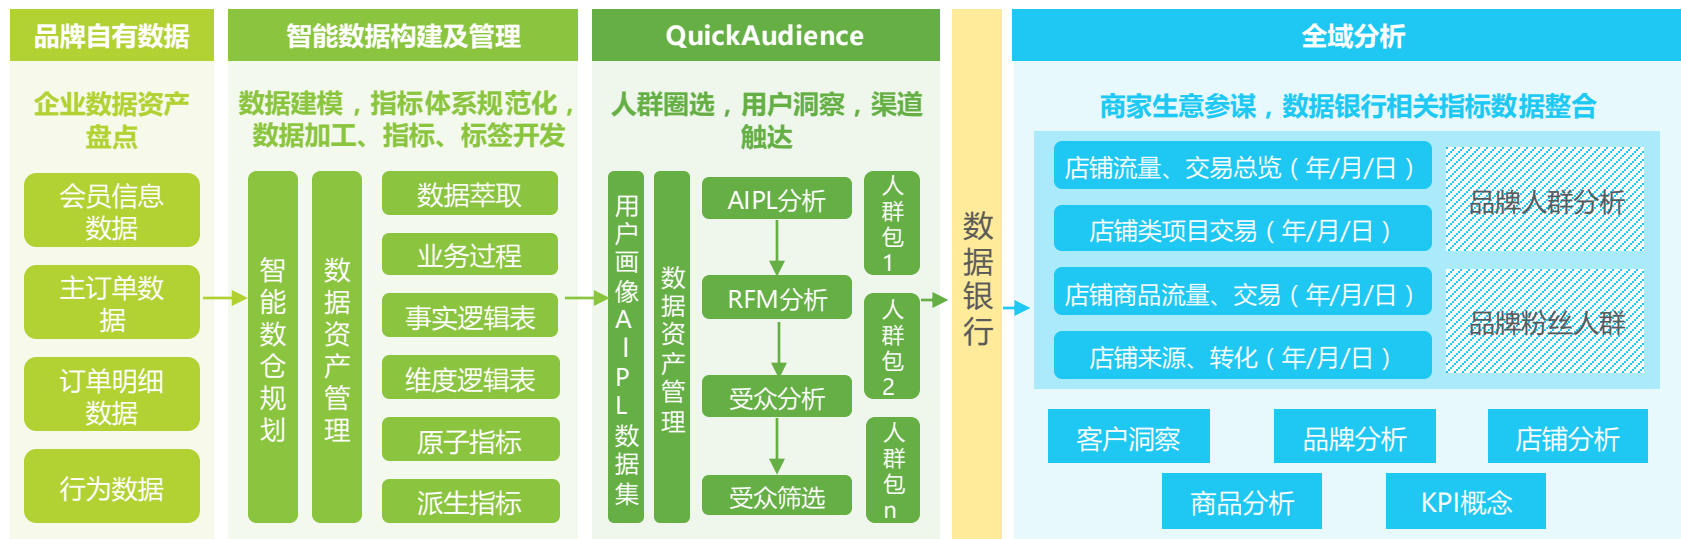 品牌自有数据
企业数据资产
盘点
会员信息
数据
主订单数
据
订单明细
数据
行为数据
智能数据构建及管理
数据建模，指标体系规范化，
数据加工、指标、标签开发
智能数仓规划
数据资产管理
数据萃取
业务过程
事实逻辑表
维度逻辑表
原子指标
派生指标
QuickAudience
人群圈选，用户洞察，渠道
触达
用户画像AIPL数据集
数据资产管理
AIPL分析
RFM分析
受众分析
受众筛选
人群包1
人群包2
人群包n
数据银行
全域分析
商家生意参谋，数据银行相关指标数据整合
店铺流量、交易总览（年/月/日）
店铺类项目交易（年/月/日）
店铺商品流量、交易（年/月/日）
店铺来源、转化（年/月/日）
品牌人群分析
品牌粉丝人群
客户洞察
品牌分析
店铺分析
商品分析
KPI概念